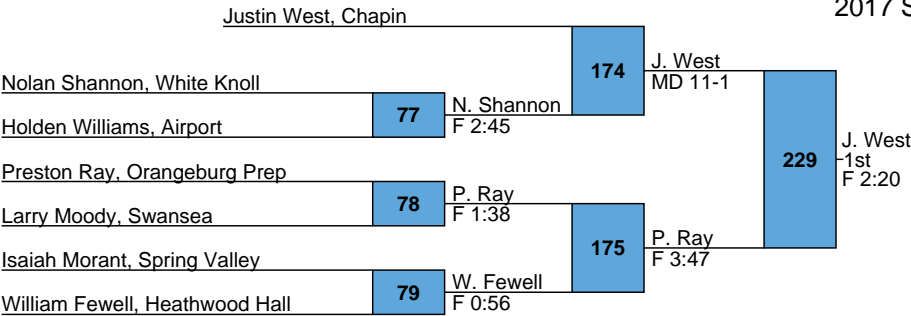 2017 S
Justin West, Chapin
174
J. West
MD 11-1
Nolan Shannon, White Knoll
77
N. Shannon
F 2:45
Holden Williams, Airport
229
J. West
1st
F 2:20
Preston Ray, Orangeburg Prep
78
P. Ray
F 1:38
Larry Moody, Swansea
175
P. Ray
F 3:47
Isaiah Morant, Spring Valley
79
W. Fewell
F 0:56
William Fewell, Heathwood Hall